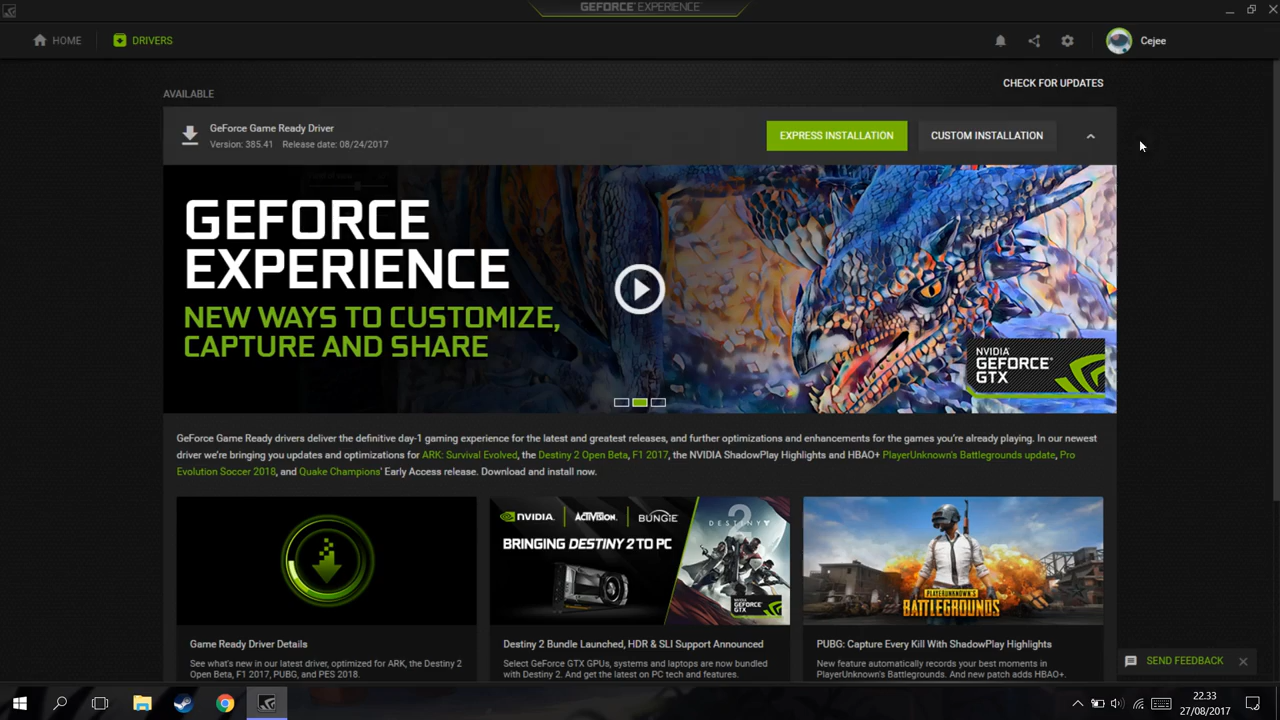 GEFORCE EXPERIENCE
HOME
DRIVERS
Cejee
CHECK FOR UPDATES
AVAILABLE
GeForce Game Ready Driver
Version: 385.41 Release date: 08/24/2017
EXPRESS INSTALLATION
CUSTOM INSTALLATION
GEFORCE
EXPERIENCE
NEW WAYS TO CUSTOMIZE,
CAPTURE AND SHARE
NVIDIA
GEFORCE
GTX
GeForce Game Ready drivers deliver the definitive day-1 gaming experience for the latest and greatest releases, and further optimizations and enhancements for the games you're already playing. In our newest
driver we're bringing you updates and optimizations for ARK: Survival Evolved, the Destiny 2 Open Beta, F1 2017, the NVIDIA ShadowPlay Highlights and HBAO+ PlayerUnknown's Battlegrounds update, Pro
Evolution Soccer 2018, and Quake Champions' Early Access release. Download and install now.
NVIDIA. ACTIVISION. BUNGIE
BRINGING DESTINY 2 TO PC
2
DESTINY
NVIDIA
GEFORCE
GTX
PLAYERUNKNOWN'S
BATTLEGROUNDS
Game Ready Driver Details
See what's new in our latest driver, optimized for ARK, the Destiny 2
Open Beta, F1 2017, PUBG, and PES 2018.
Destiny 2 Bundle Launched, HDR & SLI Support Announced
Select GeForce GTX GPUs, systems and laptops are now bundled
with Destiny 2. And get the latest on PC tech and features.
PUBG: Capture Every Kill With ShadowPlay Highlights
New feature automatically records your best moments in
PlayerUnknown's Battlegrounds. And new patch adds HBAO+.
SEND FEEDBACK
22.33
27/08/2017